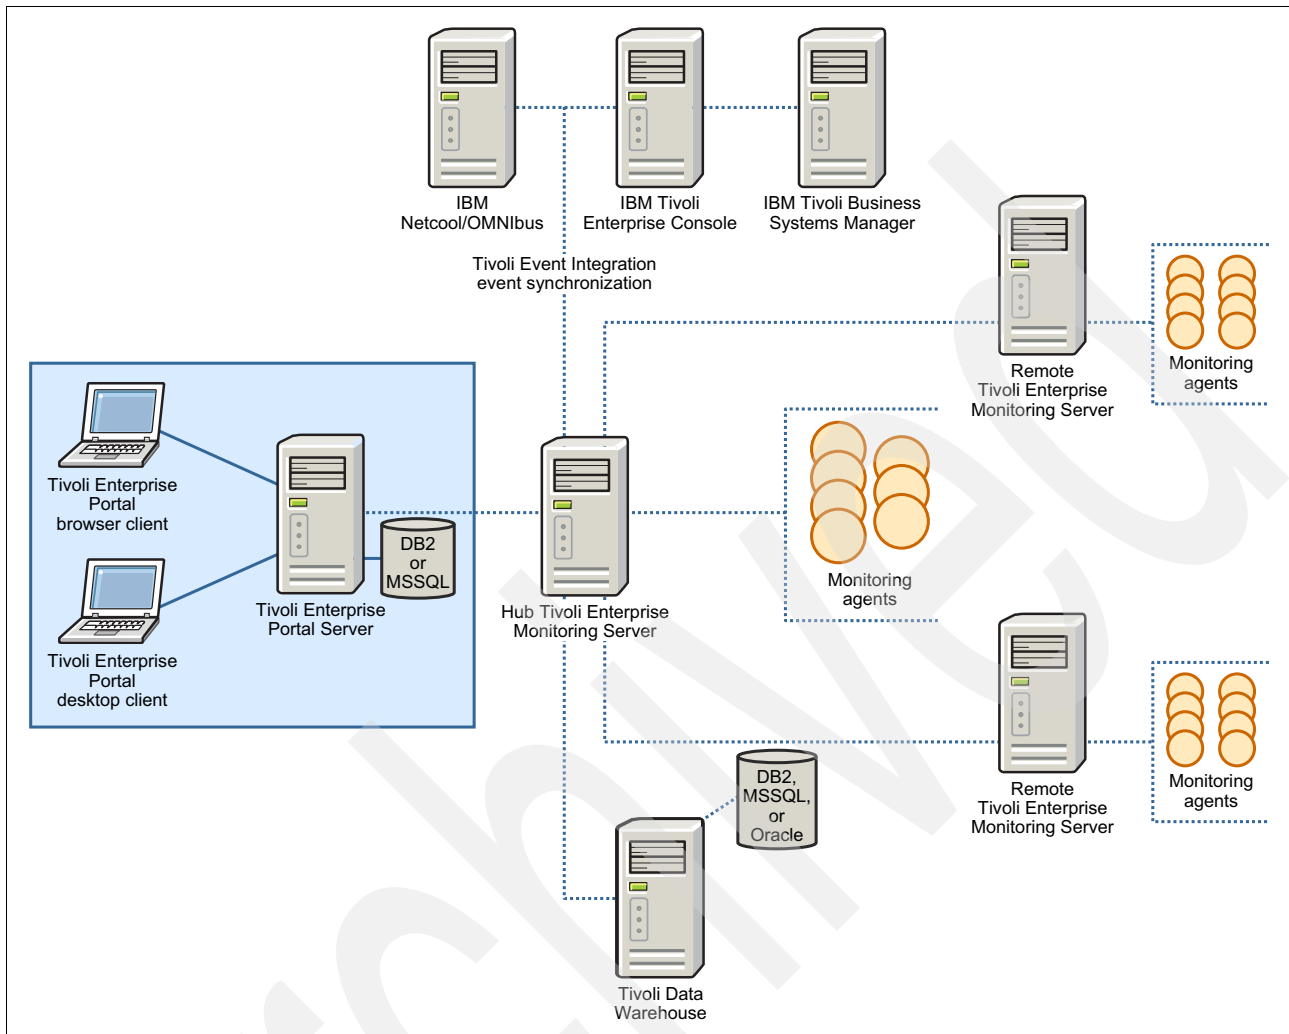 IBM
Netcool/OMNIbus
IBM Tivoli
Enterprise Console
IBM Tivoli Business
Systems Manager
Tivoli Event Integration
event synchronization
Remote
Tivoli Enterprise
Monitoring Server
Monitoring
agents
Tivoli Enterprise
Portal
browser client
DB2
or
MSSQL
Tivoli Enterprise
Portal Server
Tivoli Enterprise
Portal
desktop client
Hub Tivoli Enterprise
Monitoring Server
Monitoring
agents
Remote
Tivoli Enterprise
Monitoring Server
Monitoring
agents
DB2,
MSSQL,
or
Oracle
Tivoli Data
Warehouse
rchived